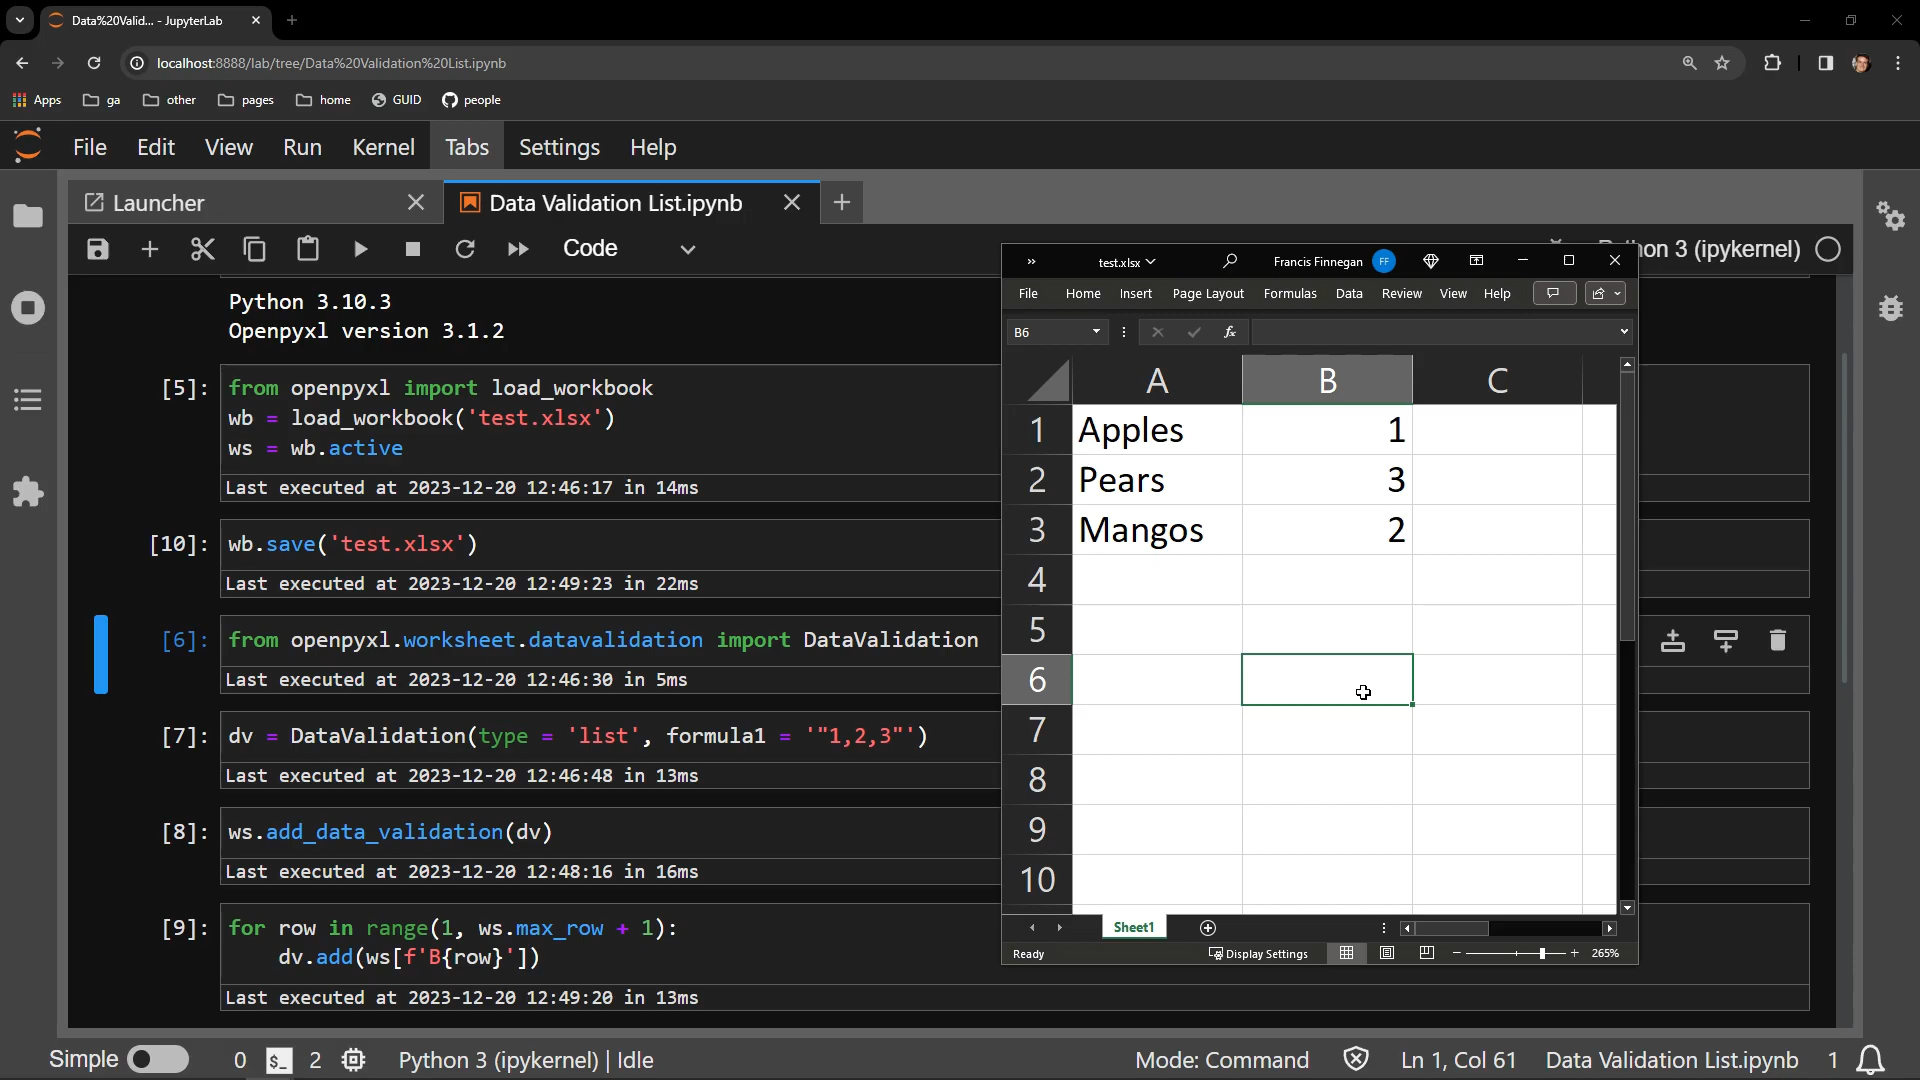 Data%20Valid... - JupyterLab
localhost:8888/lab/tree/Data%20Validation%20List.ipynb
Apps ga other pages home GUID people
File Edit View Run Kernel Tabs Settings Help
Launcher Data Validation List.ipynb
Code
hon 3 (ipykernel)
Python 3.10.3
Openpyxl version 3.1.2
[5]: from openpyxl import load_workbook
wb = load_workbook('test.xlsx')
ws = wb.active
Last executed at 2023-12-20 12:46:17 in 14ms
[10]: wb.save('test.xlsx')
Last executed at 2023-12-20 12:49:23 in 22ms
[6]: from openpyxl.worksheet.datavalidation import DataValidation
Last executed at 2023-12-20 12:46:30 in 5ms
[7]: dv = DataValidation(type = 'list', formula1 = '"1,2,3"')
Last executed at 2023-12-20 12:46:48 in 13ms
[8]: ws.add_data_validation(dv)
Last executed at 2023-12-20 12:48:16 in 16ms
[9]: for row in range(1, ws.max_row + 1):
dv.add(ws[f'B{row}'])
Last executed at 2023-12-20 12:49:20 in 13ms
test.xlsx Francis Finnegan FF
File Home Insert Page Layout Formulas Data Review View Help
B6 fx
A B C
1 Apples 1
2 Pears 3
3 Mangos 2
4
5
6
7
8
9
10
Sheet1
Ready Display Settings 265%
Simple 0 $_ 2 Python 3 (ipykernel) | Idle Mode: Command Ln 1, Col 61 Data Validation List.ipynb 1